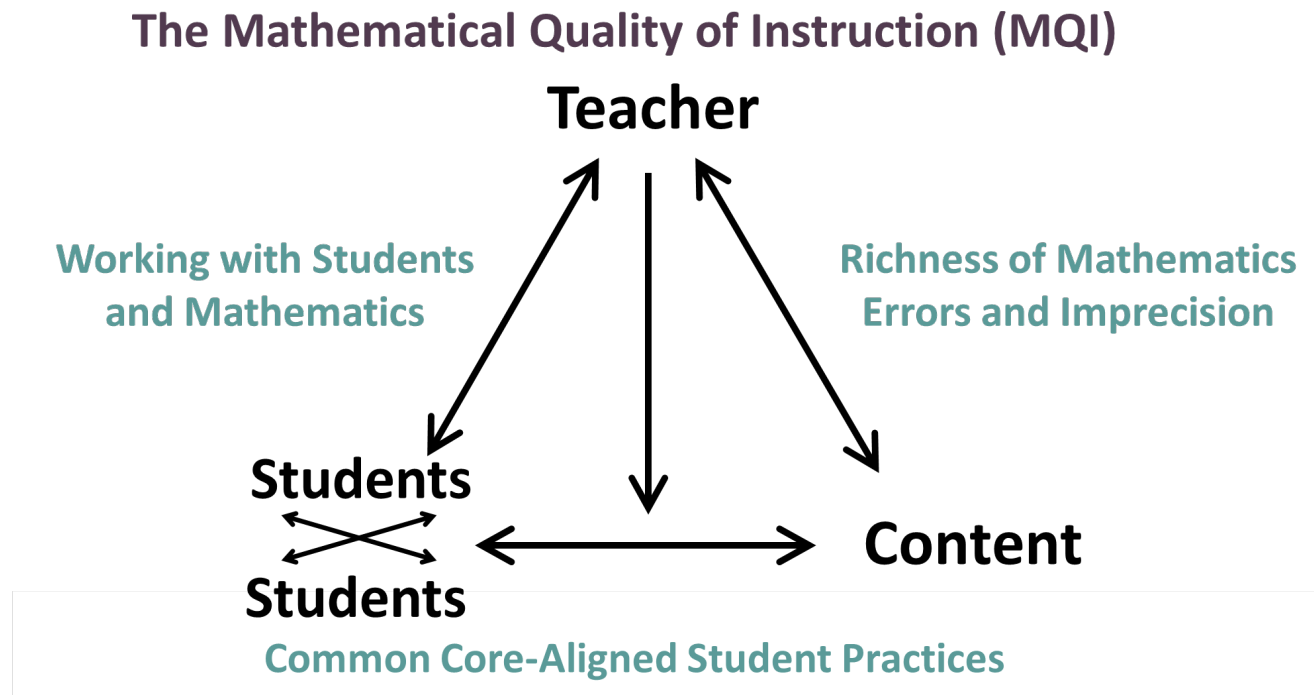 The Mathematical Quality of Instruction (MQI)
Teacher
Working with Students
and Mathematics
Richness of Mathematics
Errors and Imprecision
Students
Students
Content
Common Core-Aligned Student Practices